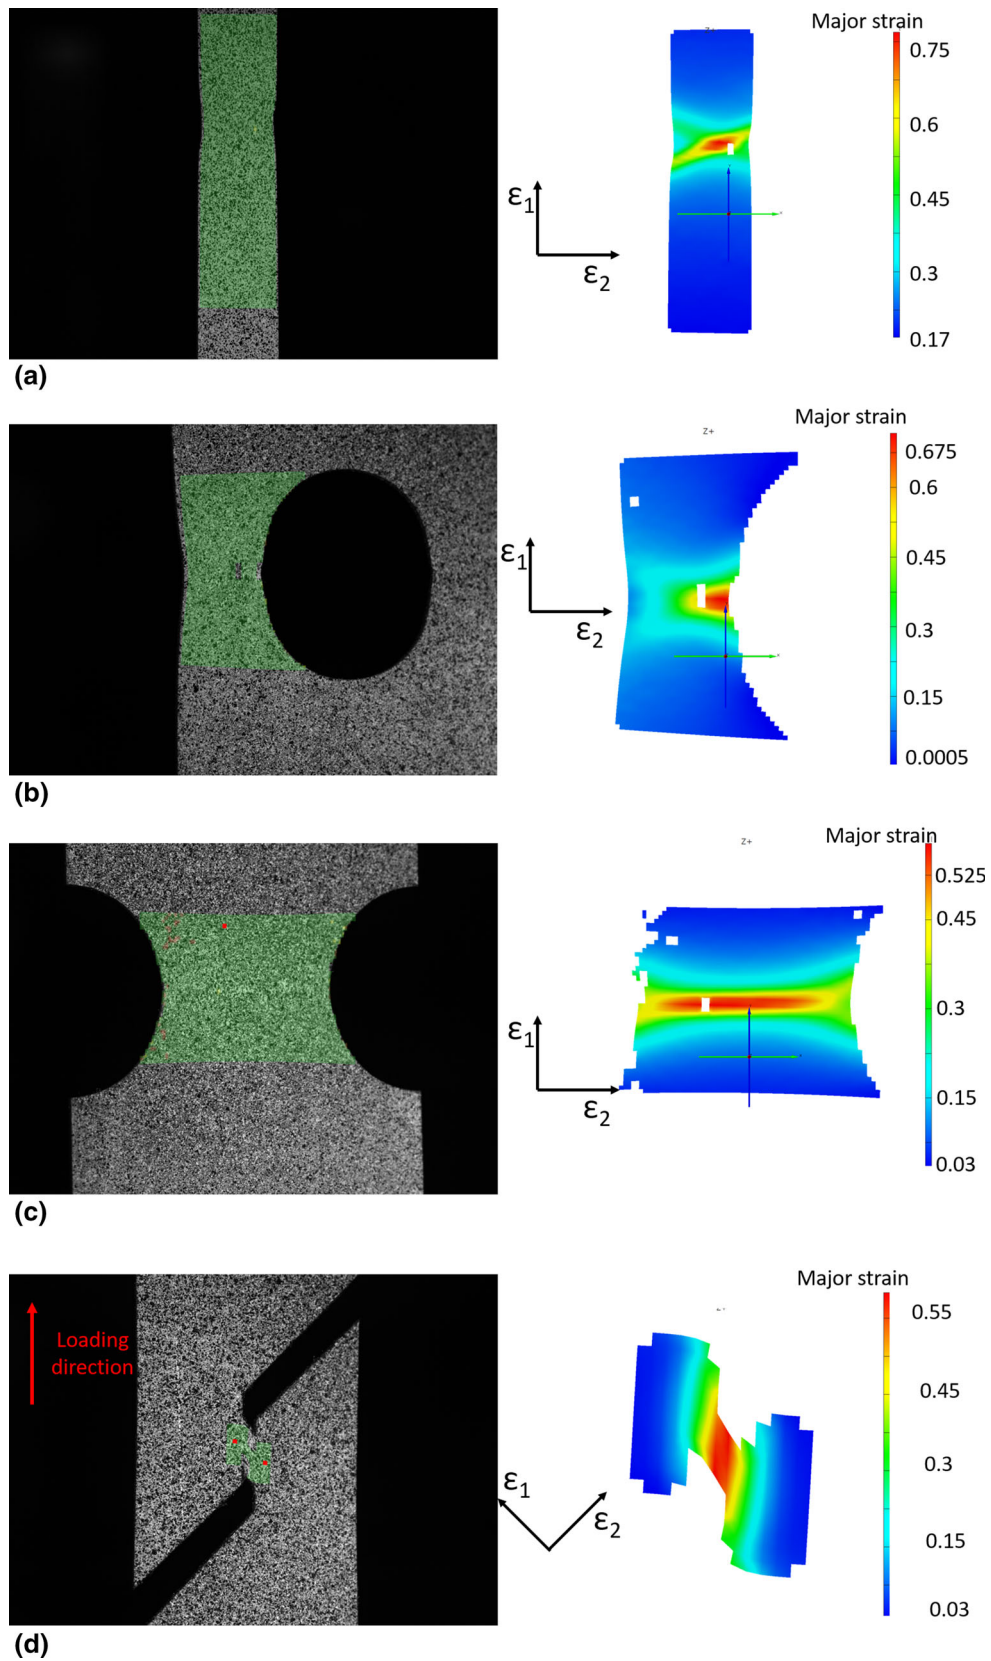 Major strain
Z+
0.75
0.6
0.45
0.3
0.17
ε1
ε2
(a)
Major strain
Z+
0.675
0.6
0.45
0.3
0.15
0.0005
ε1
ε2
(b)
Major strain
Z+
0.525
0.45
0.3
0.15
0.03
ε1
ε2
(c)
Loading
direction
Major strain
0.55
0.45
0.3
0.15
0.03
ε1
ε2
(d)